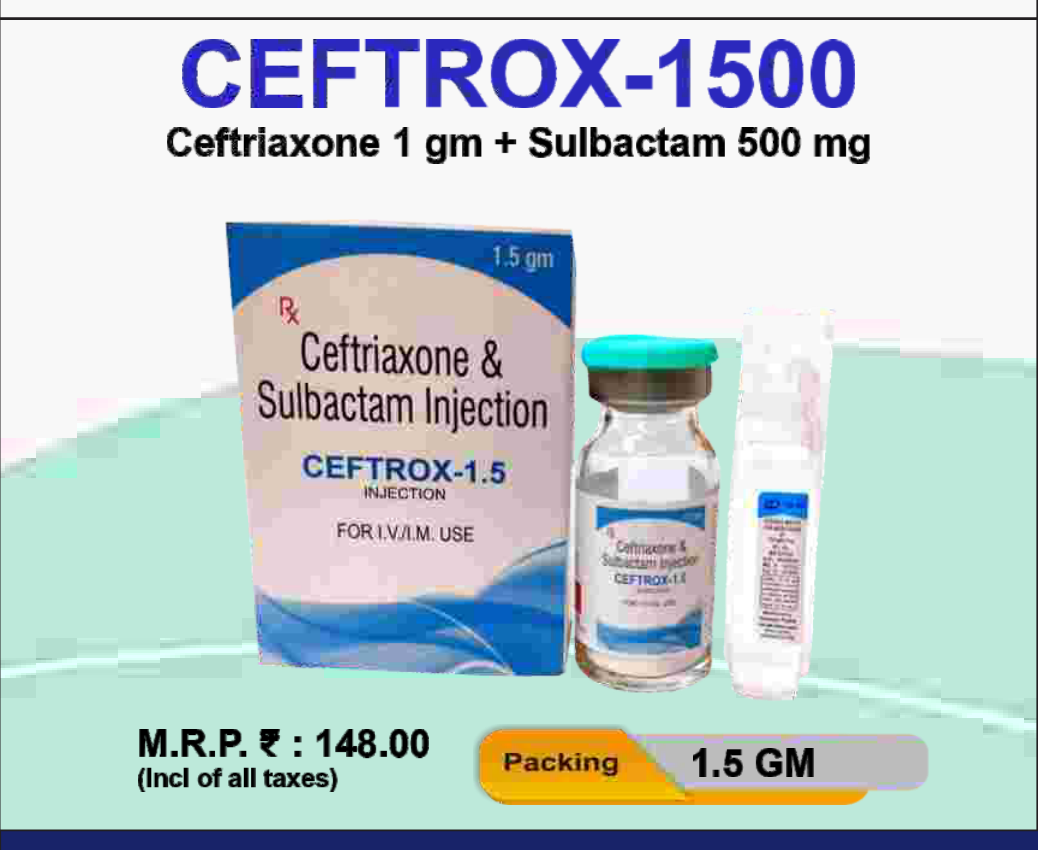 CEFTROX-1500
Ceftriaxone 1 gm + Sulbactam 500 mg
1.5 gm
Rx
Ceftriaxone &
Sulbactam Injection
CEFTROX-1.5
INJECTION
FOR I.V./I.M. USE
Ceftriaxone &
Sulbactam Injection
CEFTROX-1.5
M.R.P. ₹ : 148.00
(Incl of all taxes)
Packing
1.5 GM